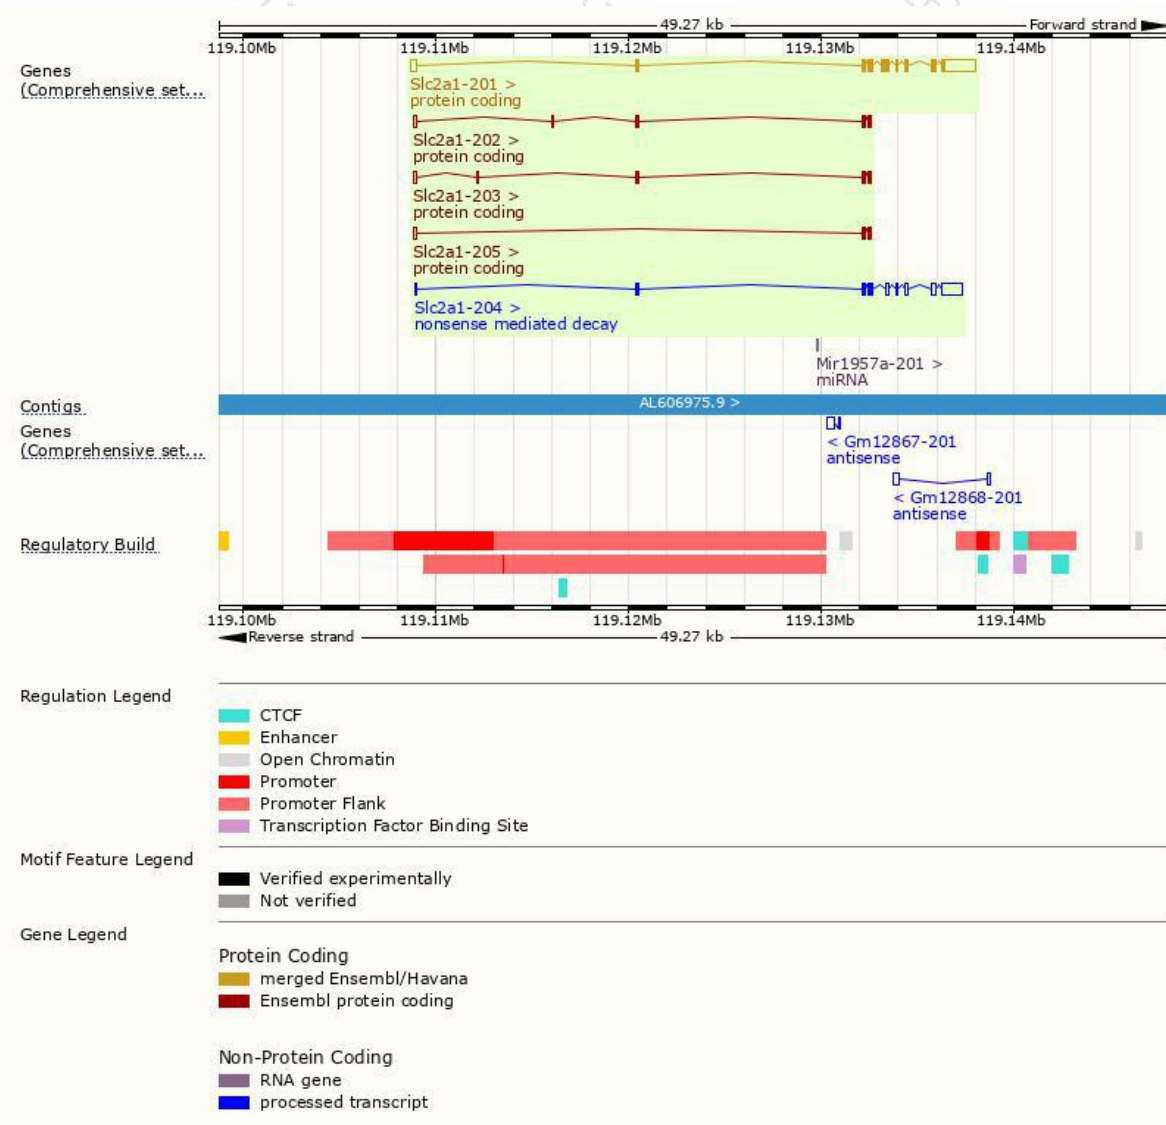 49.27 kb Forward strand
119.10Mb 119.11Mb 119.12Mb 119.13Mb 119.14Mb
Genes
(Comprehensive set...
Slc2a1-201 >
protein coding
Slc2a1-202 >
protein coding
Slc2a1-203 >
protein coding
Slc2a1-205 >
protein coding
Slc2a1-204 >
nonsense mediated decay
Mir1957a-201 >
miRNA
Contigs
AL606975.9 >
Genes
(Comprehensive set...
< Gm12867-201
antisense
< Gm12868-201
antisense
Regulatory Build
119.10Mb 119.11Mb 119.12Mb 119.13Mb 119.14Mb
Reverse strand 49.27 kb
Regulation Legend
CTCF
Enhancer
Open Chromatin
Promoter
Promoter Flank
Transcription Factor Binding Site
Motif Feature Legend
Verified experimentally
Not verified
Gene Legend
Protein Coding
merged Ensembl/Havana
Ensembl protein coding
Non-Protein Coding
RNA gene
processed transcript